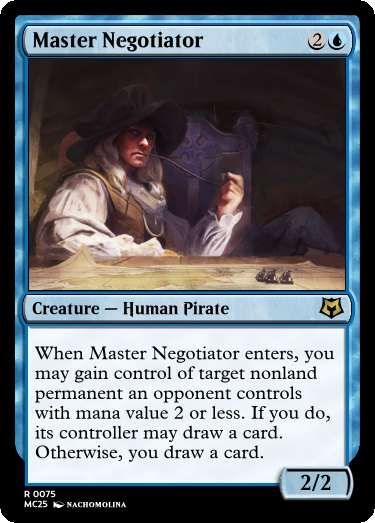 Master Negotiator 2
Creature — Human Pirate
When Master Negotiator enters, you
may gain control of target nonland
permanent an opponent controls
with mana value 2 or less. If you do,
its controller may draw a card.
Otherwise, you draw a card.
2/2
R 0075
MC25 NACHOMOLINA